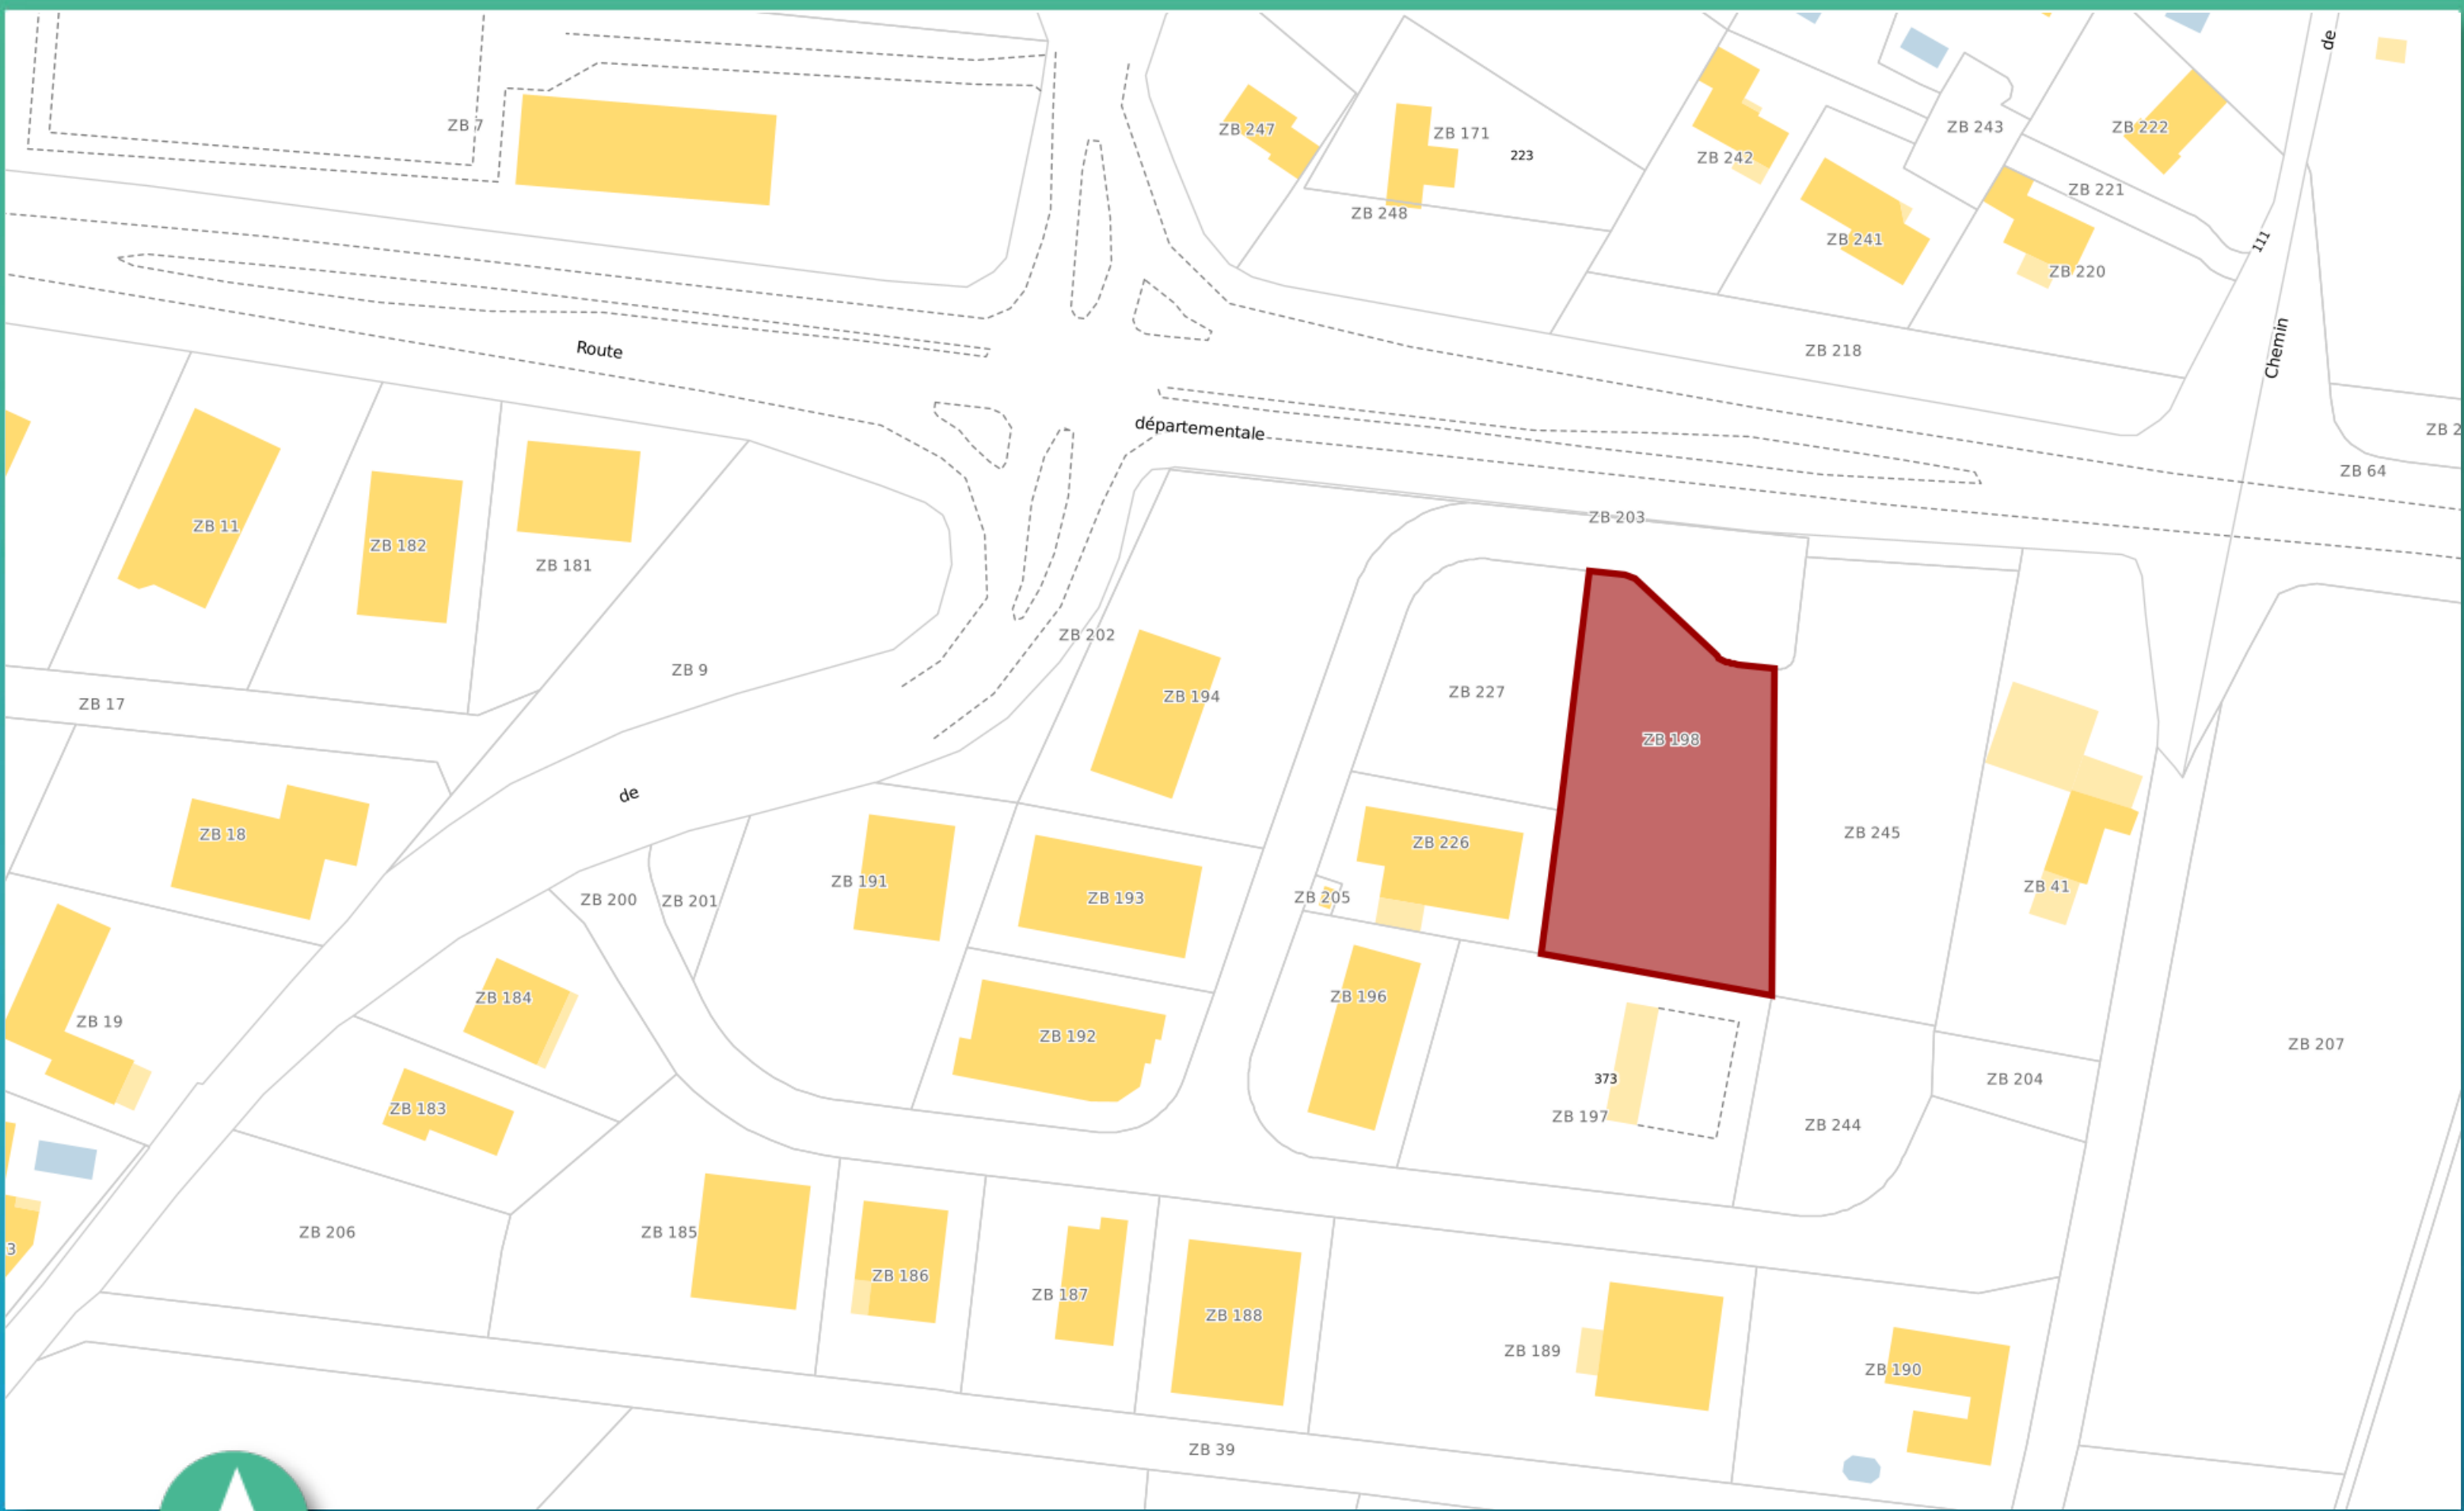 de
ZB 7
ZB 247
ZB 171
223
ZB 242
ZB 243
ZB 222
ZB 221
ZB 248
ZB 241
111
ZB 220
Route
ZB 218
Chemin
départementale
ZB 2
ZB 64
ZB 203
ZB 11
ZB 182
ZB 181
ZB 202
ZB 9
ZB 17
ZB 194
ZB 227
ZB 198
de
ZB 18
ZB 226
ZB 245
ZB 191
ZB 193
ZB 205
ZB 41
ZB 200
ZB 201
ZB 184
ZB 196
ZB 19
ZB 192
ZB 207
373
ZB 204
ZB 183
ZB 197
ZB 244
ZB 206
ZB 185
3
ZB 186
ZB 187
ZB 188
ZB 189
ZB 190
ZB 39